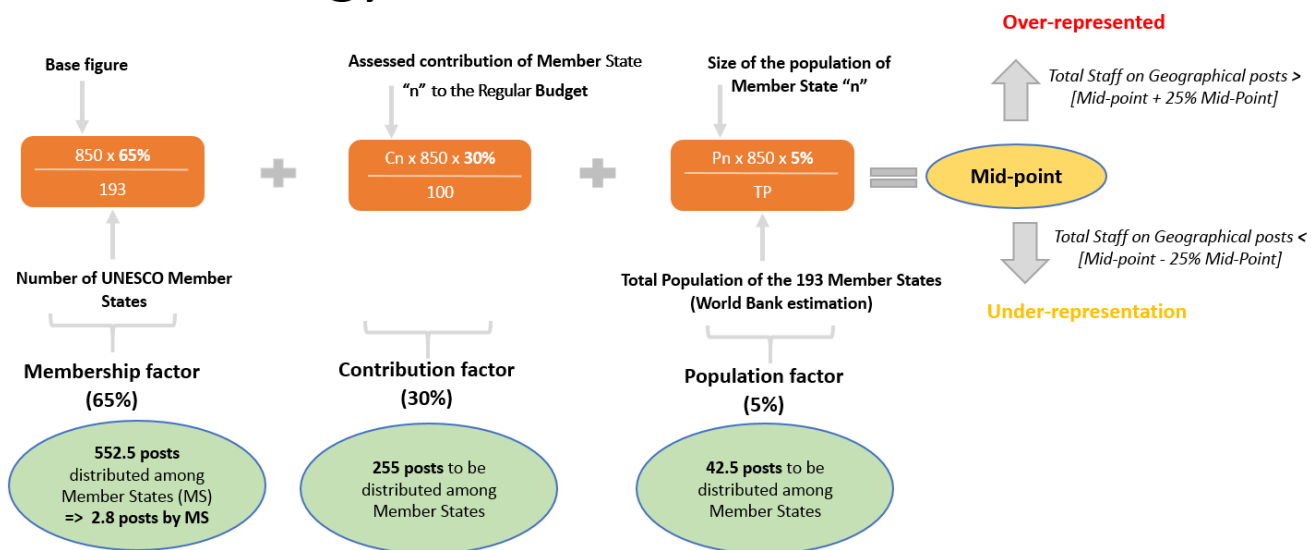 Over-represented
Base figure
Assessed contribution of Member State
“n” to the Regular Budget
Size of the population of
Member State “n”
Total Staff on Geographical posts >
[Mid-point + 25% Mid-Point]
850 x 65%
193
+
Cn x 850 x 30%
100
+
Pn x 850 x 5%
TP
=
Mid-point
Total Staff on Geographical posts <
[Mid-point - 25% Mid-Point]
Number of UNESCO Member
States
Total Population of the 193 Member States
(World Bank estimation)
Under-representation
Membership factor
(65%)
Contribution factor
(30%)
Population factor
(5%)
552.5 posts
distributed among
Member States (MS)
=> 2.8 posts by MS
255 posts to be
distributed among
Member States
42.5 posts to be
distributed among
Member States